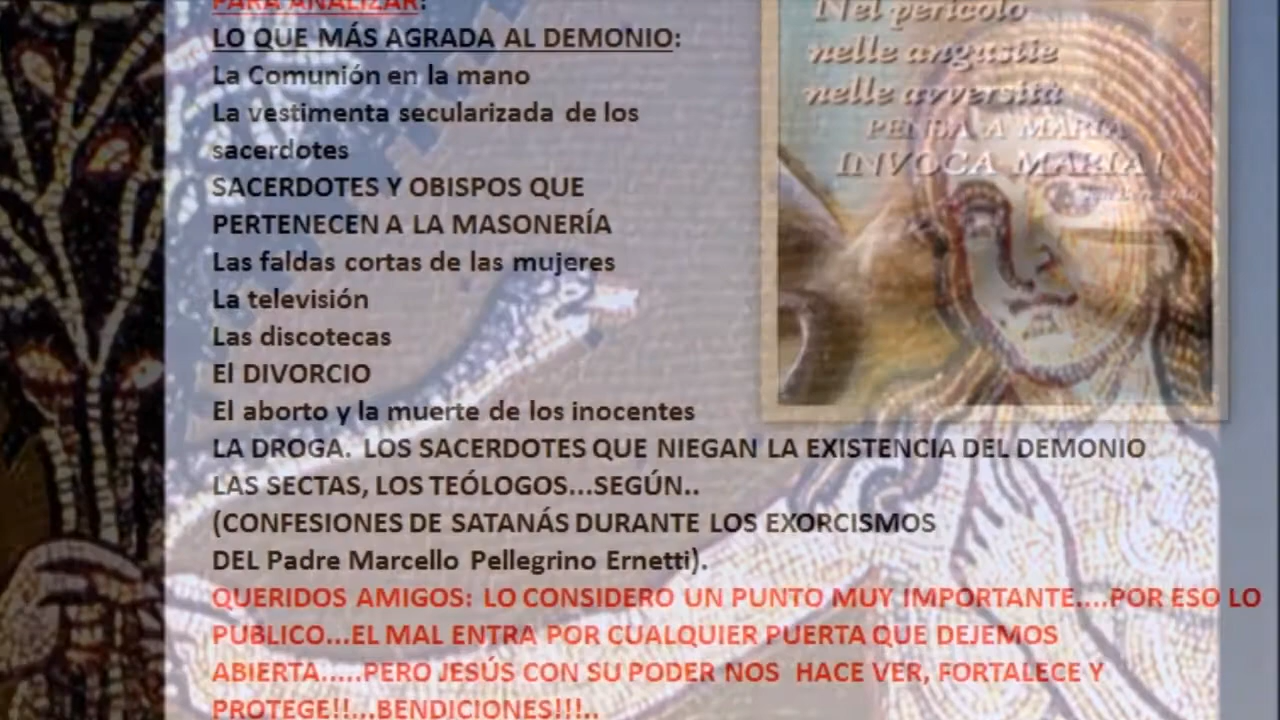 PARA ANALIZAR:
LO QUE MÁS AGRADA AL DEMONIO:
La Comunión en la mano
La vestimenta secularizada de los
sacerdotes
SACERDOTES Y OBISPOS QUE
PERTENECEN A LA MASONERÍA
Las faldas cortas de las mujeres
La televisión
Las discotecas
El DIVORCIO
El aborto y la muerte de los inocentes
LA DROGA. LOS SACERDOTES QUE NIEGAN LA EXISTENCIA DEL DEMONIO
LAS SECTAS, LOS TEÓLOGOS...SEGÚN..
(CONFESIONES DE SATANÁS DURANTE LOS EXORCISMOS
DEL Padre Marcello Pellegrino Ernetti).
QUERIDOS AMIGOS: LO CONSIDERO UN PUNTO MUY IMPORTANTE....POR ESO LO
PUBLICO...EL MAL ENTRA POR CUALQUIER PUERTA QUE DEJEMOS
ABIERTA.....PERO JESÚS CON SU PODER NOS HACE VER, FORTALECE Y
PROTEGE!!...BENDICIONES!!!..
Nel pericolo
nelle angustie
nelle avversità
PENSA A MARIA
INVOCA MARIA!